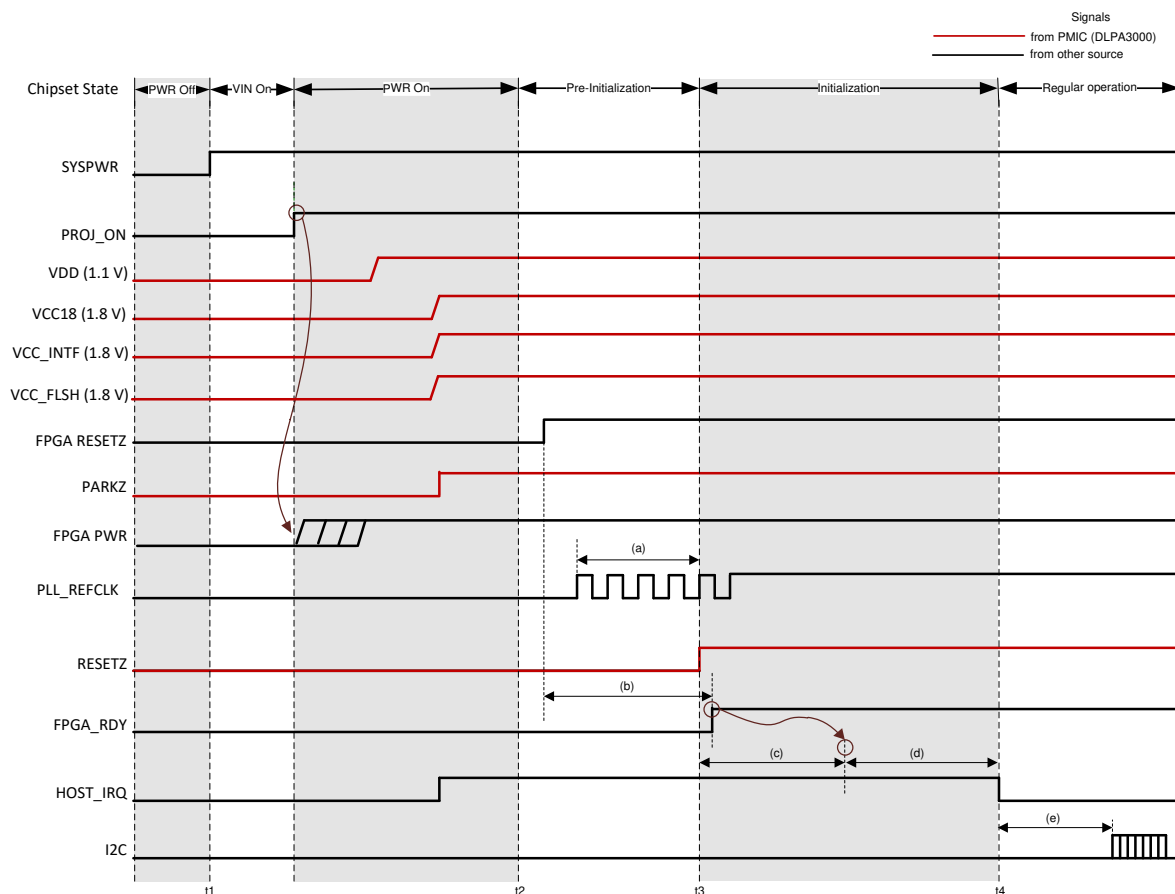 Signals
from PMIC (DLPA3000)
from other source
Chipset State
PWR Off
VIN On
PWR On
Pre-Initialization
Initialization
Regular operation
SYSPWR
PROJ_ON
VDD (1.1 V)
VCC18 (1.8 V)
VCC_INTF (1.8 V)
VCC_FLSH (1.8 V)
FPGA RESETZ
PARKZ
FPGA PWR
(a)
PLL_REFCLK
RESETZ
(b)
FPGA_RDY
(c)
(d)
HOST_IRQ
(e)
I2C
t1
t2
t3
t4